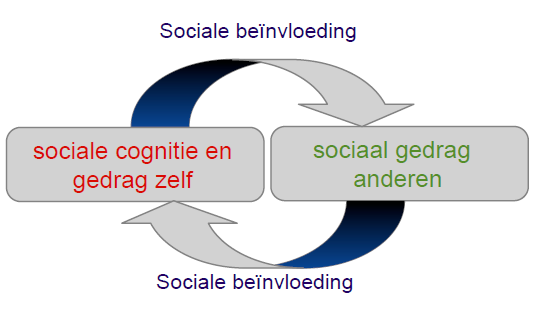 Sociale beïnvloeding
sociale cognitie en
gedrag zelf
sociaal gedrag
anderen
Sociale beïnvloeding